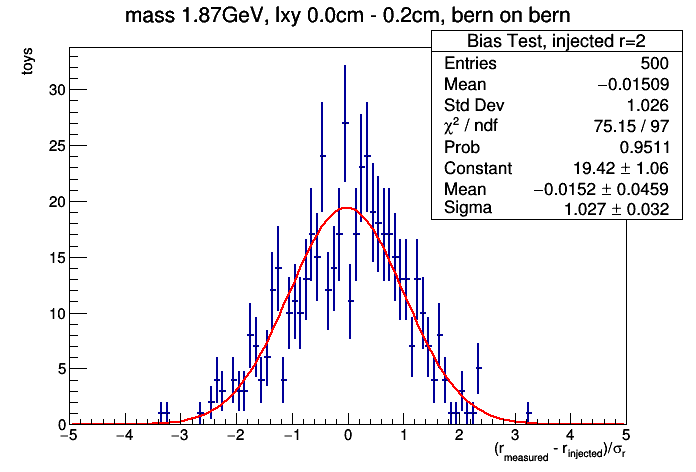 mass 1.87GeV, lxy 0.0cm - 0.2cm, bern on bern
toys
Bias Test, injected r=2
Entries 500
Mean −0.01509
Std Dev 1.026
χ² / ndf 75.15 / 97
Prob 0.9511
Constant 19.42 ± 1.06
Mean −0.0152 ± 0.0459
Sigma 1.027 ± 0.032
30
25
20
15
10
5
0
−5 −4 −3 −2 −1 0 1 2 3 4 5
(r_measured - r_injected)/σ_r